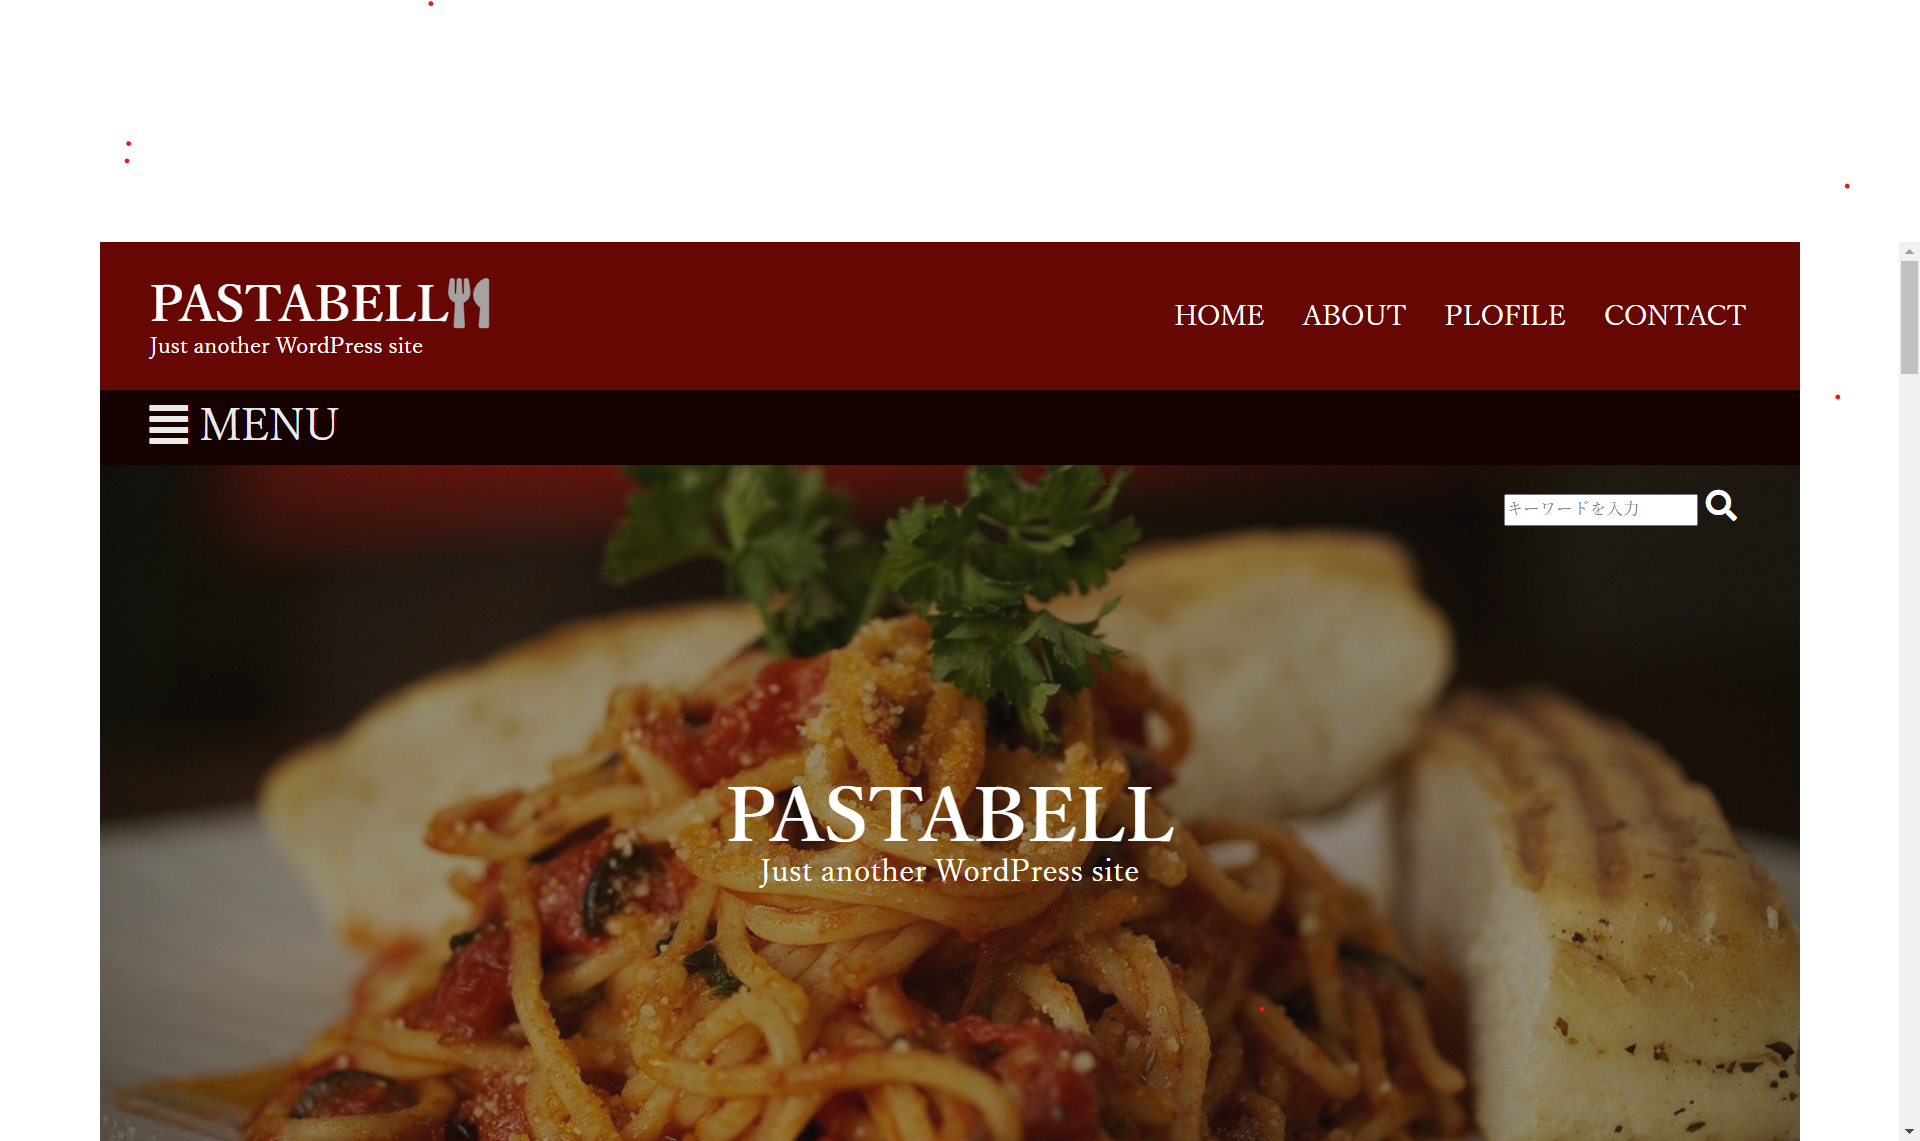 PASTABELL
Just another WordPress site
HOME ABOUT PLOFILE CONTACT
MENU
キーワードを入力
PASTABELL
Just another WordPress site